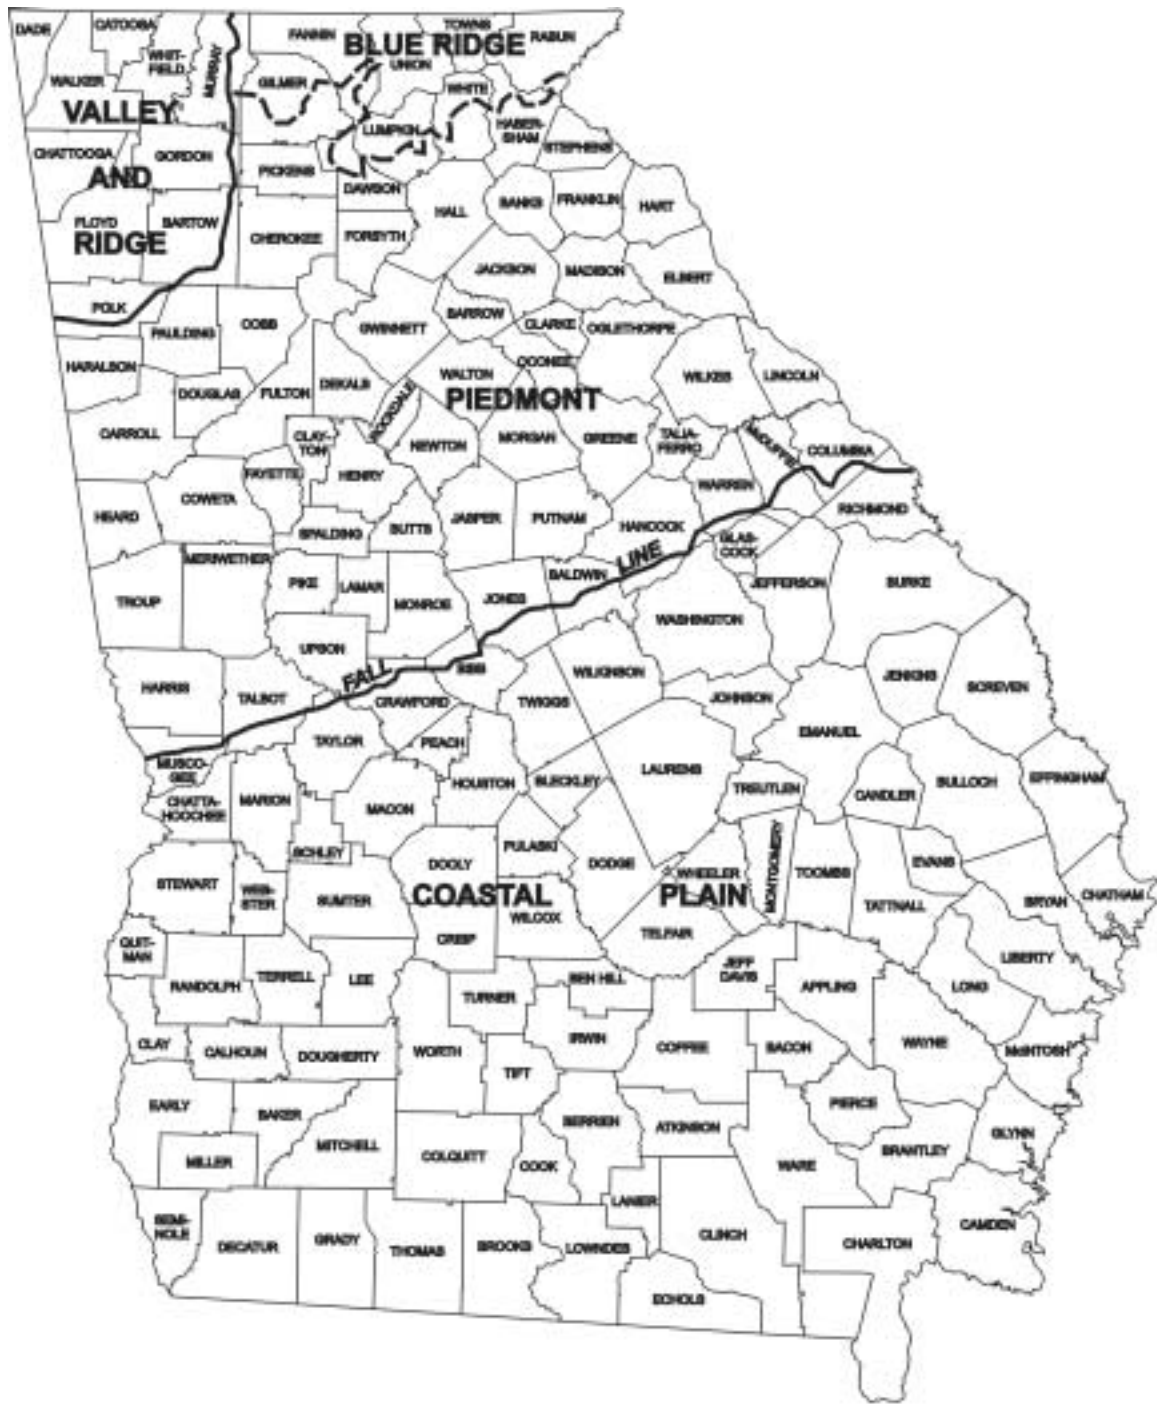 DADE
CATOOSA
FANNIN
TOWNS
RABUN
BLUE RIDGE
WHIT-
FIELD
MURRAY
UNION
WALKER
GILMER
WHITE
VALLEY
LUMPKIN
HABER-
SHAM
STEPHENS
CHATTOOGA
GORDON
PICKENS
AND
DAWSON
BANKS
FRANKLIN
HART
HALL
FLOYD
BARTOW
RIDGE
CHEROKEE
FORSYTH
JACKSON
MADISON
ELBERT
POLK
PAULDING
COBB
GWINNETT
BARROW
CLARKE
OGLETHORPE
OCONEE
HARALSON
DOUGLAS
FULTON
DEKALB
WALTON
WILKES
LINCOLN
ROCKDALE
PIEDMONT
CARROLL
CLAY-
TON
NEWTON
MORGAN
GREENE
TALIA-
FERRO
McDUFFIE
COLUMBIA
FAYETTE
HENRY
WARREN
COWETA
HEARD
SPALDING
BUTTS
JASPER
PUTNAM
HANCOCK
RICHMOND
GLAS-
COCK
MERIWETHER
PIKE
LAMAR
BALDWIN
LINE
JEFFERSON
BURKE
TROUP
MONROE
JONES
WASHINGTON
UPSON
FALL
BIBB
WILKINSON
HARRIS
TALBOT
CRAWFORD
TWIGGS
JOHNSON
JENKINS
SCREVEN
TAYLOR
PEACH
EMANUEL
MUSCO-
GEE
HOUSTON
BLECKLEY
LAURENS
TREUTLEN
CANDLER
BULLOCH
EFFINGHAM
CHATTA-
HOOCHEE
MARION
MACON
SCHLEY
DOOLY
PULASKI
DODGE
WHEELER
MONTGOMERY
TOOMBS
EVANS
STEWART
WEB-
STER
SUMTER
COASTAL
PLAIN
TATTNALL
BRYAN
CHATHAM
WILCOX
QUIT-
MAN
CRISP
TELFAIR
RANDOLPH
TERRELL
LEE
TURNER
BEN HILL
JEFF
DAVIS
APPLING
LONG
LIBERTY
CLAY
CALHOUN
DOUGHERTY
WORTH
IRWIN
COFFEE
BACON
WAYNE
McINTOSH
TIFT
EARLY
BAKER
BERRIEN
ATKINSON
PIERCE
GLYNN
MITCHELL
MILLER
COLQUITT
COOK
WARE
BRANTLEY
LANIER
SEMI-
NOLE
DECATUR
GRADY
THOMAS
BROOKS
LOWNDES
CLINCH
CHARLTON
CAMDEN
ECHOLS